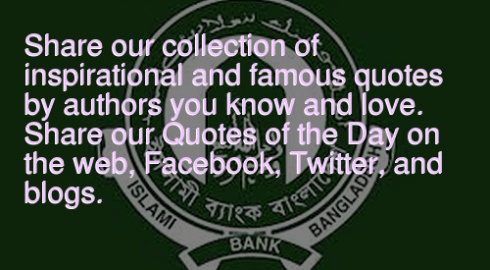 Share our collection of
inspirational and famous quotes
by authors you know and love.
Share our Quotes of the Day on
the web, Facebook, Twitter, and
blogs.
ISLAMI
BANK
BANGLADESH
ব্যাংক